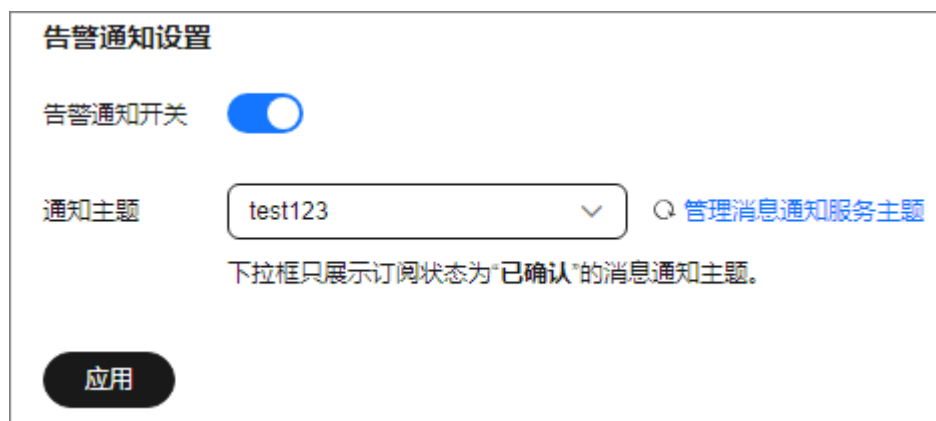 告警通知设置
告警通知开关
通知主题 test123 管理消息通知服务主题
下拉框只展示订阅状态为“已确认”的消息通知主题。
应用